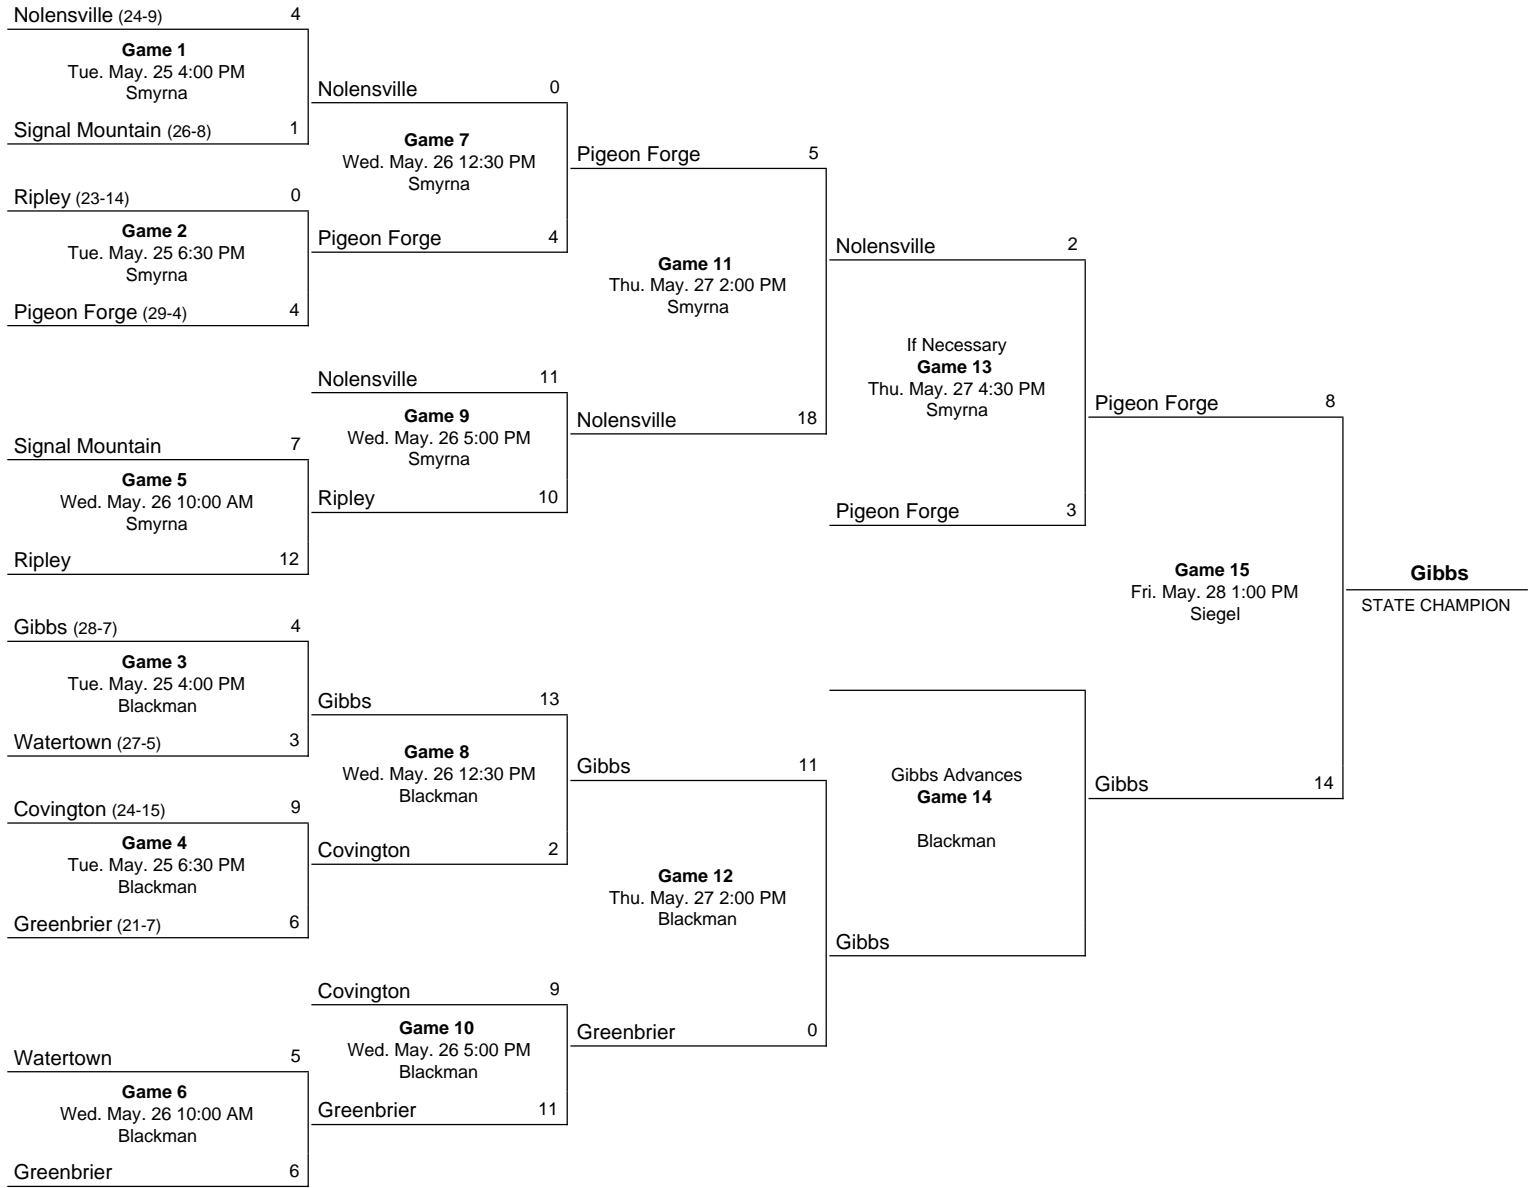 Nolensville (24-9) 4
Game 1
Tue. May. 25 4:00 PM
Smyrna
Signal Mountain (26-8) 1
Ripley (23-14) 0
Game 2
Tue. May. 25 6:30 PM
Smyrna
Pigeon Forge (29-4) 4
Signal Mountain 7
Game 5
Wed. May. 26 10:00 AM
Smyrna
Ripley 12
Gibbs (28-7) 4
Game 3
Tue. May. 25 4:00 PM
Blackman
Watertown (27-5) 3
Covington (24-15) 9
Game 4
Tue. May. 25 6:30 PM
Blackman
Greenbrier (21-7) 6
Watertown 5
Game 6
Wed. May. 26 10:00 AM
Blackman
Greenbrier 6
Nolensville 0
Game 7
Wed. May. 26 12:30 PM
Smyrna
Pigeon Forge 4
Nolensville 11
Game 9
Wed. May. 26 5:00 PM
Smyrna
Ripley 10
Gibbs 13
Game 8
Wed. May. 26 12:30 PM
Blackman
Covington 2
Covington 9
Game 10
Wed. May. 26 5:00 PM
Blackman
Greenbrier 11
Pigeon Forge 5
Game 11
Thu. May. 27 2:00 PM
Smyrna
Nolensville 18
Gibbs 11
Game 12
Thu. May. 27 2:00 PM
Blackman
Greenbrier 0
Nolensville 2
If Necessary
Game 13
Thu. May. 27 4:30 PM
Smyrna
Pigeon Forge 3
Gibbs Advances
Game 14
Blackman
Gibbs
Pigeon Forge 8
Game 15
Fri. May. 28 1:00 PM
Siegel
Gibbs 14
Gibbs
STATE CHAMPION